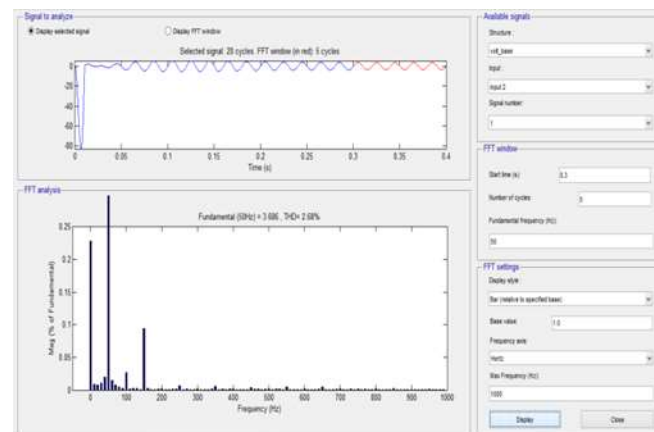 Signal to analyze
Display selected signal
Display FFT window
Selected signal: 20 cycles. FFT window (in red): 5 cycles
0
-20
-40
-60
-80
0
0.05
0.1
0.15
0.2
0.25
0.3
0.35
0.4
Time (s)
FFT analysis
Fundamental (50Hz) = 3.686 , THD= 2.68%
0.25
0.2
0.15
0.1
0.05
0
Mag (% of Fundamental)
0
100
200
300
400
500
600
700
800
900
1000
Frequency (Hz)
Available signals
Structure :
Input :
input 2
Signal number:
1
FFT window
Start time (s):
0.3
Number of cycles:
5
Fundamental frequency (Hz):
50
FFT settings
Display style :
Bar (relative to specified base)
Base value:
1.0
Frequency axis:
Hertz
Max Frequency (Hz):
1000
Display
Close